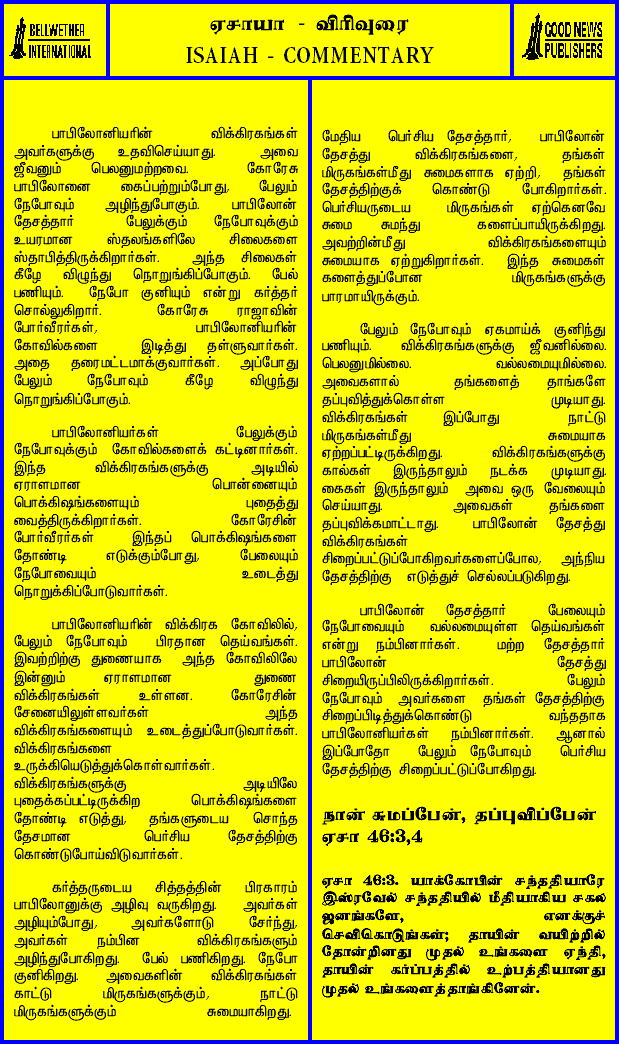 BELLWETHER
INTERNATIONAL
ஏசாயா - விரிவுரை
ISAIAH - COMMENTARY
GOOD NEWS
PUBLISHERS
பாபிலோனியரின் விக்கிரகங்கள்
அவர்களுக்கு உதவிசெய்யாது. அவை
ஜீவனும் பெலனுமற்றவை. கோரேசு
பாபிலோனை கைப்பற்றும்போது, பேலும்
நேபோவும் அழிந்துபோகும். பாபிலோன்
தேசத்தார் பேலுக்கும் நேபோவுக்கும்
உயரமான ஸ்தலங்களிலே சிலைகளை
ஸ்தாபித்திருக்கிறார்கள். அந்த சிலைகள்
கீழே விழுந்து நொறுங்கிப்போகும். பேல்
பணியும். நேபோ குனியும் என்று கர்த்தர்
சொல்லுகிறார். கோரேசு ராஜாவின்
போர்வீரர்கள், பாபிலோனியரின்
கோவில்களை இடித்து தள்ளுவார்கள்.
அதை தரைமட்டமாக்குவார்கள். அப்போது
பேலும் நேபோவும் கீழே விழுந்து
நொறுங்கிப்போகும்.
பாபிலோனியர்கள் பேலுக்கும்
நேபோவுக்கும் கோவில்களைக் கட்டினார்கள்.
இந்த விக்கிரகங்களுக்கு அடியில்
ஏராளமான பொன்னையும்
பொக்கிஷங்களையும் புதைத்து
வைத்திருக்கிறார்கள். கோரேசின்
போர்வீரர்கள் இந்தப் பொக்கிஷங்களை
தோண்டி எடுக்கும்போது, பேலையும்
நேபோவையும் உடைத்து
நொறுக்கிப்போடுவார்கள்.
பாபிலோனியரின் விக்கிரக கோவிலில்,
பேலும் நேபோவும் பிரதான தெய்வங்கள்.
இவற்றிற்கு துணையாக அந்த கோவிலிலே
இன்னும் ஏராளமான துணை
விக்கிரகங்கள் உள்ளன. கோரேசின்
சேனையிலுள்ளவர்கள் அந்த
விக்கிரகங்களையும் உடைத்துப்போடுவார்கள்.
விக்கிரகங்களை
உருக்கியெடுத்துக்கொள்வார்கள்.
விக்கிரகங்களுக்கு அடியிலே
புதைக்கப்பட்டிருக்கிற பொக்கிஷங்களை
தோண்டி எடுத்து, தங்களுடைய சொந்த
தேசமான பெர்சிய தேசத்திற்கு
கொண்டுபோய்விடுவார்கள்.
கர்த்தருடைய சித்தத்தின் பிரகாரம்
பாபிலோனுக்கு அழிவு வருகிறது. அவர்கள்
அழியும்போது, அவர்களோடு சேர்ந்து,
அவர்கள் நம்பின விக்கிரகங்களும்
அழிந்துபோகிறது. பேல் பணிகிறது. நேபோ
குனிகிறது. அவைகளின் விக்கிரகங்கள்
காட்டு மிருகங்களுக்கும், நாட்டு
மிருகங்களுக்கும் சுமையாகிறது.
மேதிய பெர்சிய தேசத்தார், பாபிலோன்
தேசத்து விக்கிரகங்களை, தங்கள்
மிருகங்கள்மீது சுமைகளாக ஏற்றி, தங்கள்
தேசத்திற்குக் கொண்டு போகிறார்கள்.
பெர்சியருடைய மிருகங்கள் ஏற்கெனவே
சுமை சுமந்து களைப்பாயிருக்கிறது.
அவற்றின்மீது விக்கிரகங்களையும்
சுமையாக ஏற்றுகிறார்கள். இந்த சுமைகள்
களைத்துப்போன மிருகங்களுக்கு
பாரமாயிருக்கும்.
பேலும் நேபோவும் ஏகமாய்க் குனிந்து
பணியும். விக்கிரகங்களுக்கு ஜீவனில்லை.
பெலனுமில்லை. வல்லமையுமில்லை.
அவைகளால் தங்களைத் தாங்களே
தப்புவித்துக்கொள்ள முடியாது.
விக்கிரகங்கள் இப்போது நாட்டு
மிருகங்கள்மீது சுமையாக
ஏற்றப்பட்டிருக்கிறது. விக்கிரகங்களுக்கு
கால்கள் இருந்தாலும் நடக்க முடியாது.
கைகள் இருந்தாலும் அவை ஒரு வேலையும்
செய்யாது. அவைகள் தங்களை
தப்புவிக்கமாட்டாது. பாபிலோன் தேசத்து
விக்கிரகங்கள்
சிறைப்பட்டுப்போகிறவர்களைப்போல, அந்நிய
தேசத்திற்கு எடுத்துச் செல்லப்படுகிறது.
பாபிலோன் தேசத்தார் பேலையும்
நேபோவையும் வல்லமையுள்ள தெய்வங்கள்
என்று நம்பினார்கள். மற்ற தேசத்தார்
பாபிலோன் தேசத்து
சிறையிருப்பிலிருக்கிறார்கள். பேலும்
நேபோவும் அவர்களை தங்கள் தேசத்திற்கு
சிறைப்பிடித்துக்கொண்டு வந்ததாக
பாபிலோனியர்கள் நம்பினார்கள். ஆனால்
இப்போதோ பேலும் நேபோவும் பெர்சிய
தேசத்திற்கு சிறைப்பட்டுப்போகிறது.
நான் சுமப்பேன், தப்புவிப்பேன்
ஏசா 46:3,4
ஏசா 46:3. யாக்கோபின் சந்ததியாரே
இஸ்ரவேல் சந்ததியில் மீதியாகிய சகல
ஜனங்களே, எனக்குச்
செவிகொடுங்கள்; தாயின் வயிற்றில்
தோன்றினது முதல் உங்களை ஏந்தி,
தாயின் கர்ப்பத்தில் உற்பத்தியானது
முதல் உங்களைத்தாங்கினேன்.